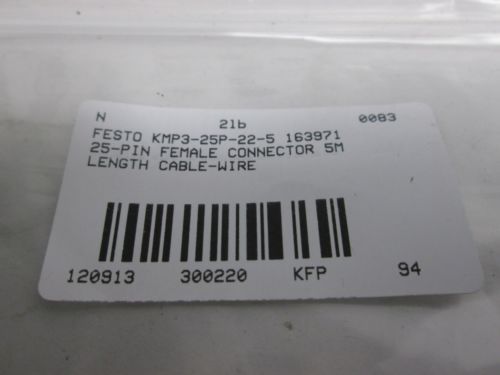 N 21b 0083
FESTO KMP3-25P-22-5 163971
25-PIN FEMALE CONNECTOR 5M
LENGTH CABLE-WIRE
120913 300220 KFP 94